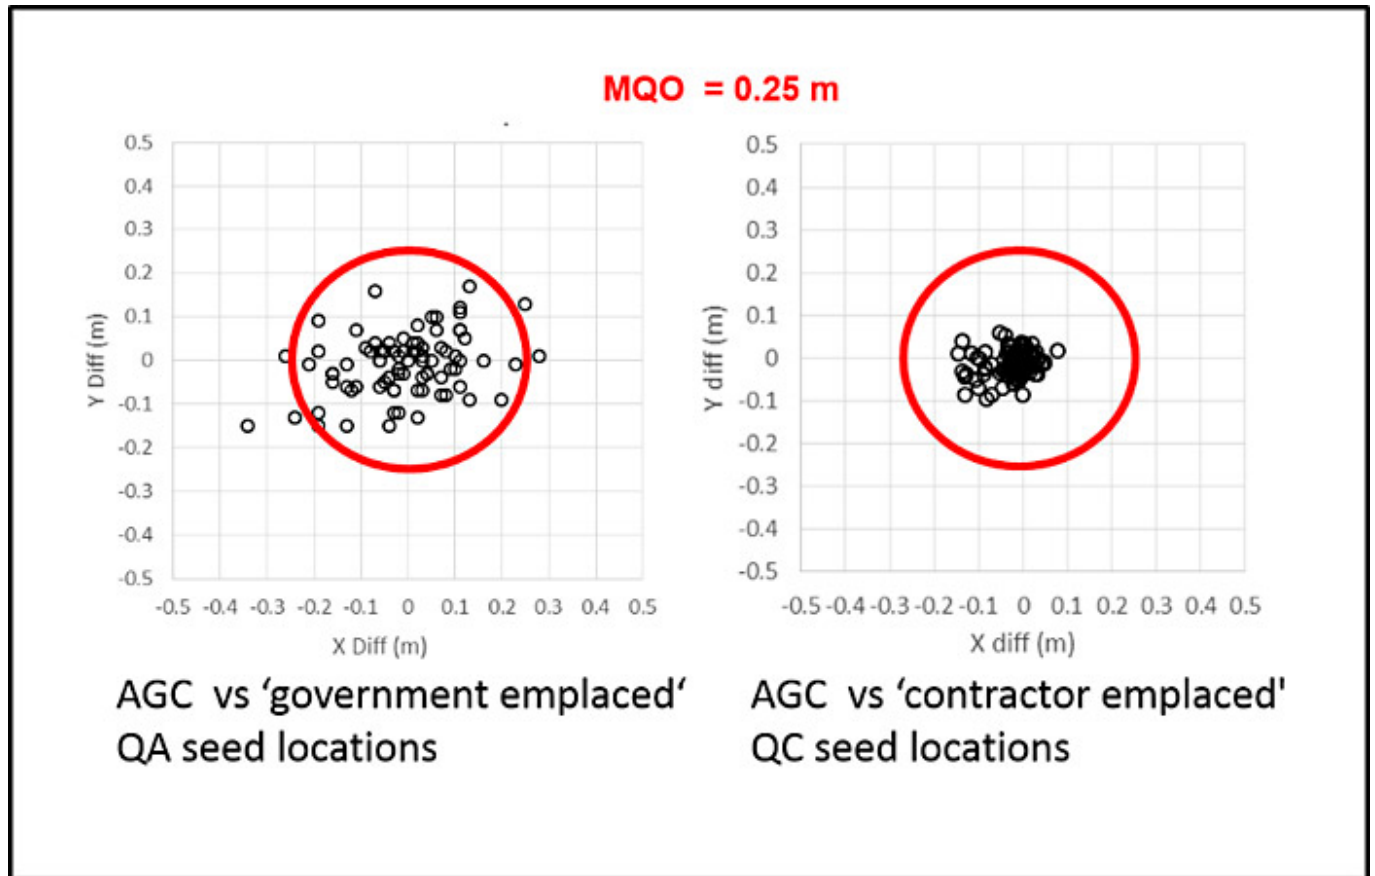 MQO = 0.25 m
0.5
0.4
0.3
0.2
0.1
0
-0.1
-0.2
-0.3
-0.4
-0.5
Y Diff (m)
-0.5 -0.4 -0.3 -0.2 -0.1 0 0.1 0.2 0.3 0.4 0.5
X Diff (m)
AGC vs ‘government emplaced‘
QA seed locations
0.5
0.4
0.3
0.2
0.1
0
-0.1
-0.2
-0.3
-0.4
-0.5
Y diff (m)
-0.5 -0.4 -0.3 -0.2 -0.1 0 0.1 0.2 0.3 0.4 0.5
X diff (m)
AGC vs ‘contractor emplaced'
QC seed locations